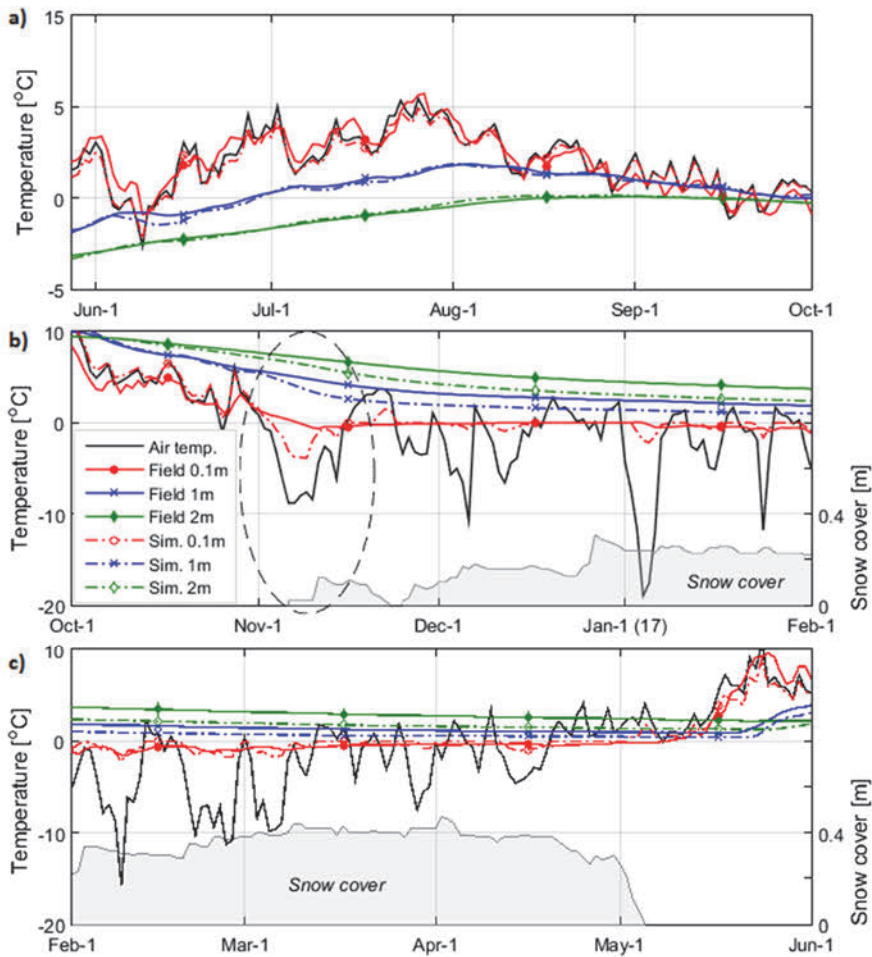 a)
15
5
0
-5
Temperature [°C]
Jun-1 Jul-1 Aug-1 Sep-1 Oct-1
b)
10
0
-10
-20
Temperature [°C]
Air temp.
Field 0.1m
Field 1m
Field 2m
Sim. 0.1m
Sim. 1m
Sim. 2m
Snow cover
0.4
0
Snow cover [m]
Oct-1 Nov-1 Dec-1 Jan-1 (17) Feb-1
c)
10
0
-10
-20
Temperature [°C]
Snow cover
0.4
0
Snow cover [m]
Feb-1 Mar-1 Apr-1 May-1 Jun-1